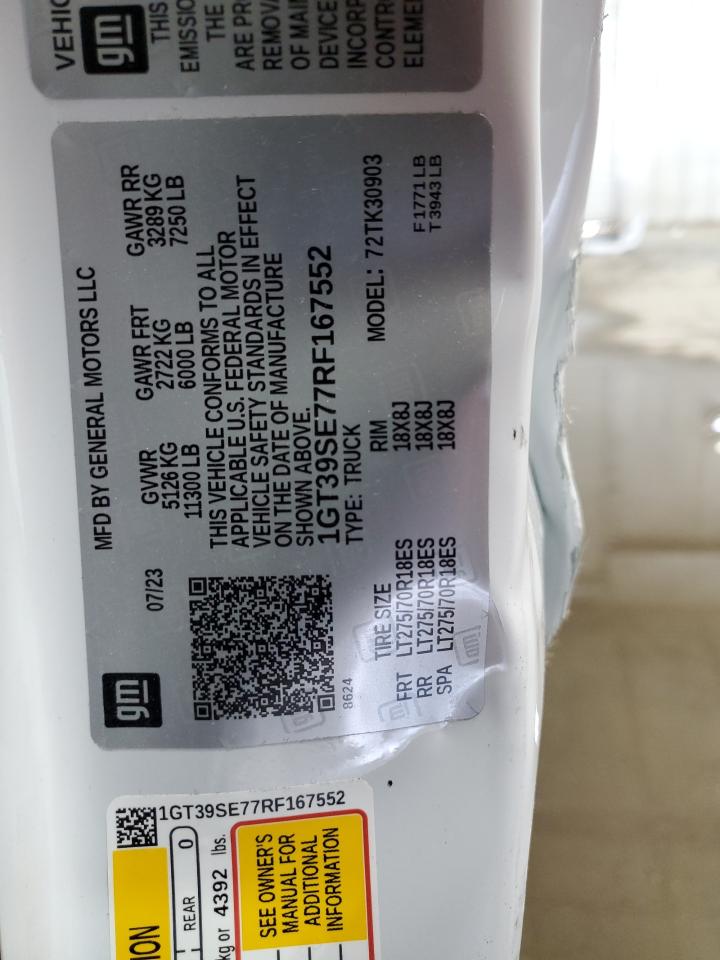 VEHIC
gm
THIS
EMISSIO
THE
ARE PR
REMOVA
OF MAIN
DEVICE
INCORP
CONTR
ELEME
MFD BY GENERAL MOTORS LLC
gm
07/23
GVWR GAWR FRT GAWR RR
5126 KG 2722 KG 3289 KG
11300 LB 6000 LB 7250 LB
THIS VEHICLE CONFORMS TO ALL
APPLICABLE U.S. FEDERAL MOTOR
VEHICLE SAFETY STANDARDS IN EFFECT
ON THE DATE OF MANUFACTURE
SHOWN ABOVE.
1GT39SE77RF167552
TYPE: TRUCK MODEL: 72TK30903
8624
TIRE SIZE RIM
FRT LT275/70R18ES 18X8J F 1771 LB
RR LT275/70R18ES 18X8J T 3943 LB
SPA LT275/70R18ES 18X8J
1GT39SE77RF167552
ION
REAR 0
kg or 4392 lbs.
SEE OWNER'S
MANUAL FOR
ADDITIONAL
INFORMATION